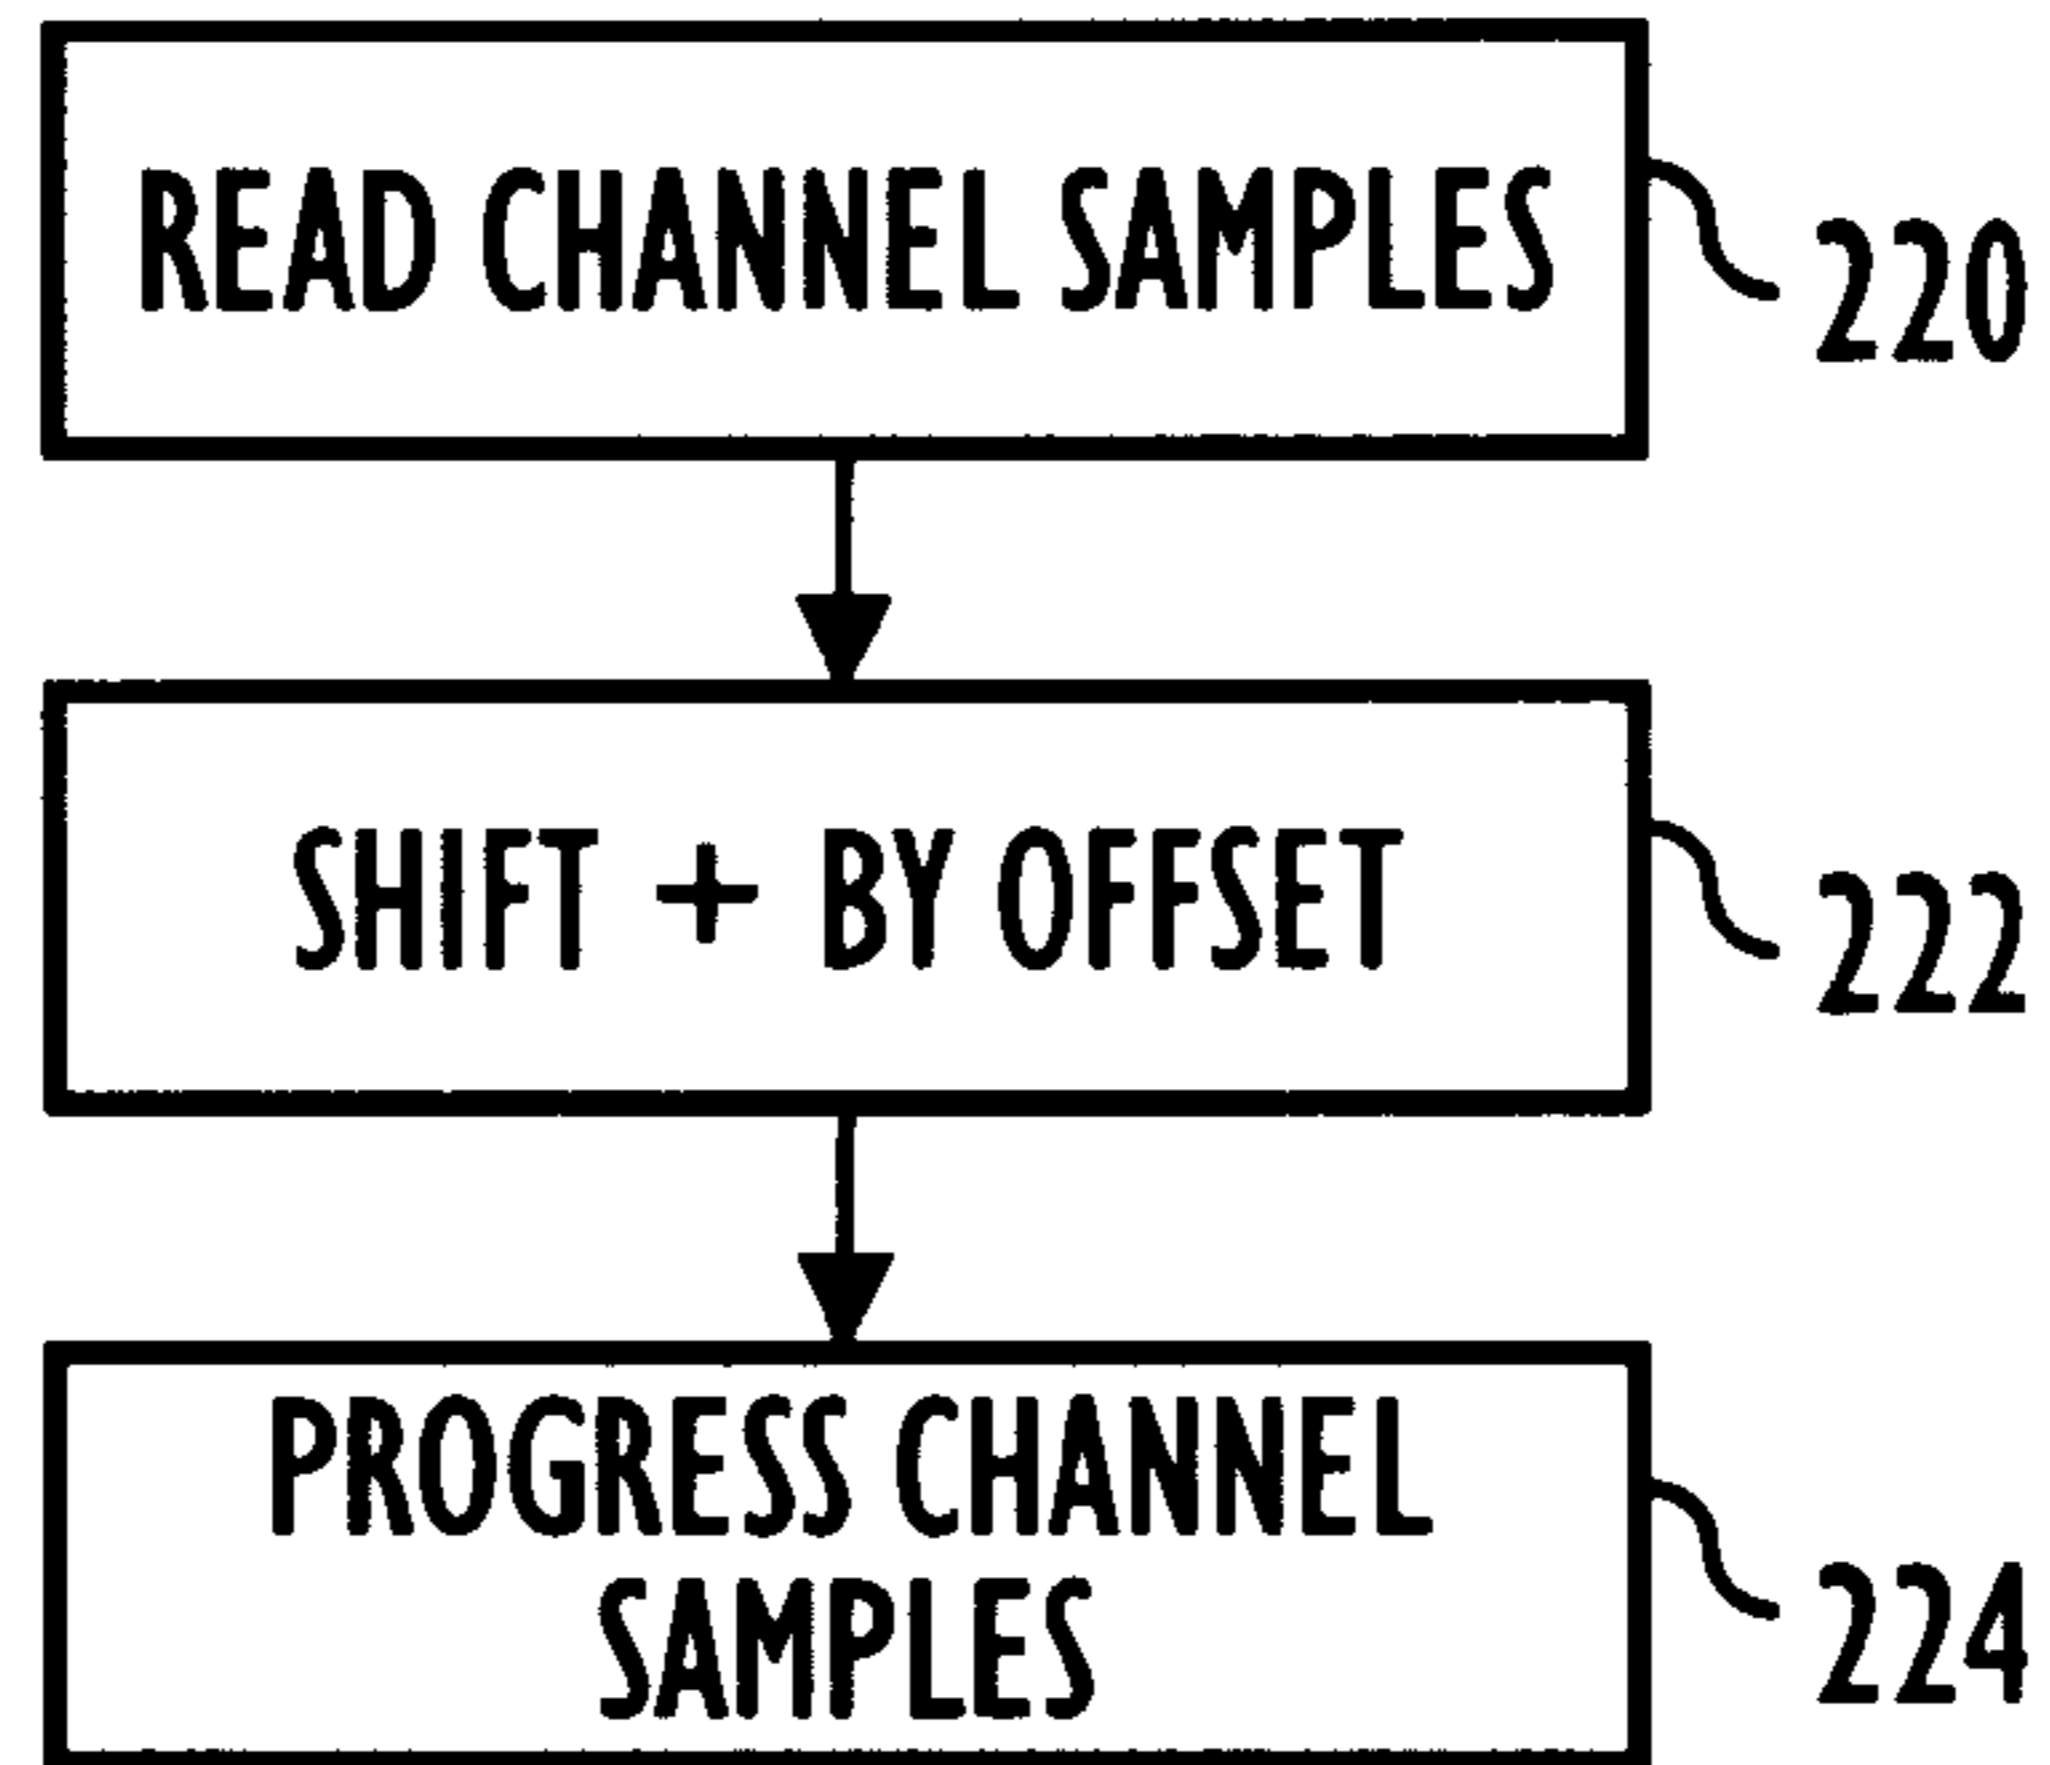 READ CHANNEL SAMPLES
220
SHIFT + BY OFFSET
222
PROGRESS CHANNEL
SAMPLES
224